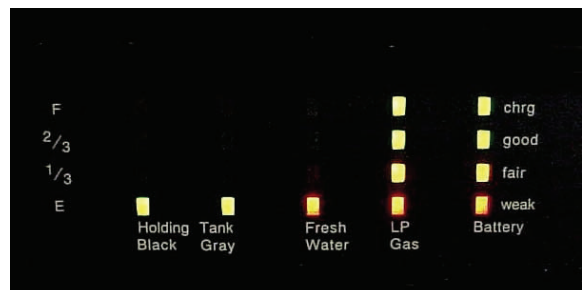 F chrg
2/3 good
1/3 fair
E weak
Holding Tank Fresh LP Battery
Black Gray Water Gas